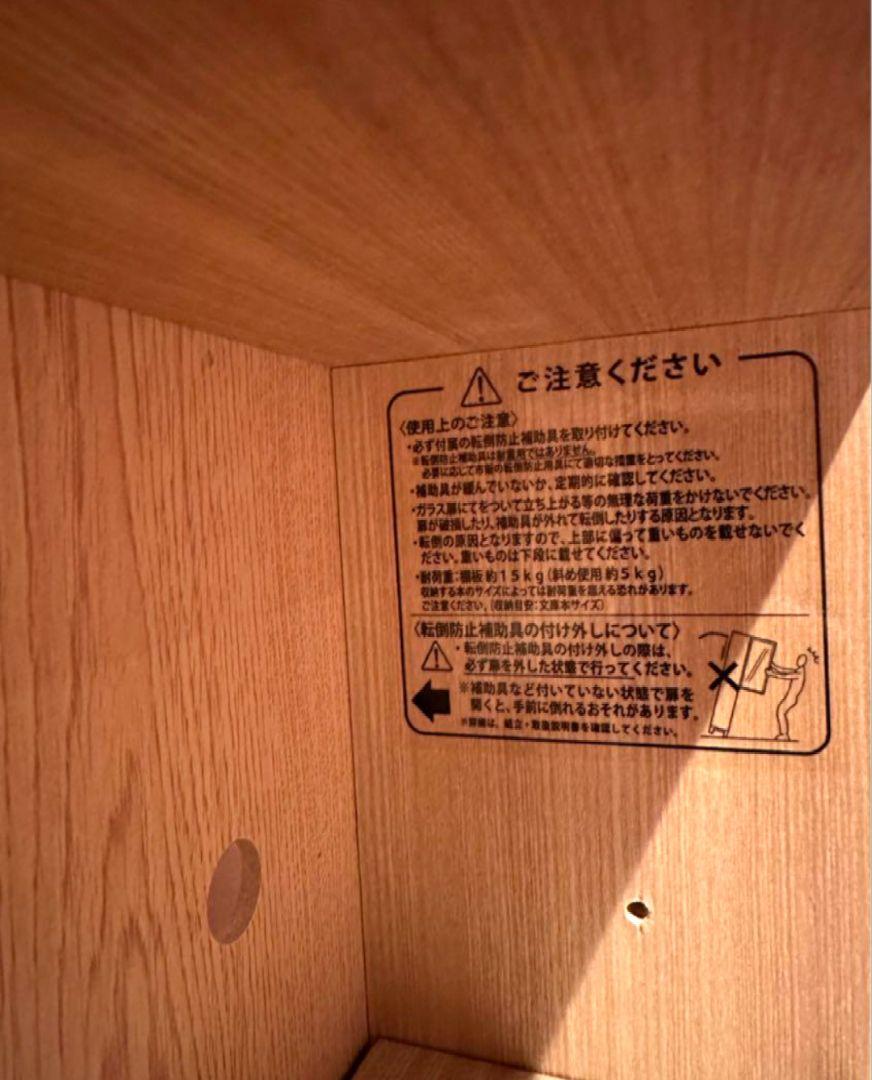 ご注意ください
〈使用上のご注意〉
・必ず付属の転倒防止補助具を取り付けてください。
※転倒防止補助具は耐震用ではありません。
必要に応じて市販の転倒防止用具にて適切な措置をとってください。
・補助具が緩んでいないか、定期的に確認してください。
・ガラス扉にてをついて立ち上がる等の無理な荷重をかけないでください。
扉が破損したり、補助具が外れて転倒したりする原因となります。
・転倒の原因となりますので、上部に偏って重いものを載せないでく
ださい。重いものは下段に載せてください。
・耐荷重：棚板 約15kg（斜め使用 約5kg）
収納する本のサイズによっては耐荷重を超える恐れがあります。
ご注意ください。（収納目安：文庫本サイズ）
〈転倒防止補助具の付け外しについて〉
・転倒防止補助具の付け外しの際は、
必ず扉を外した状態で行ってください。
※補助具など付いていない状態で扉を
開くと、手前に倒れるおそれがあります。
※詳細は、組立・取扱説明書を確認してください。